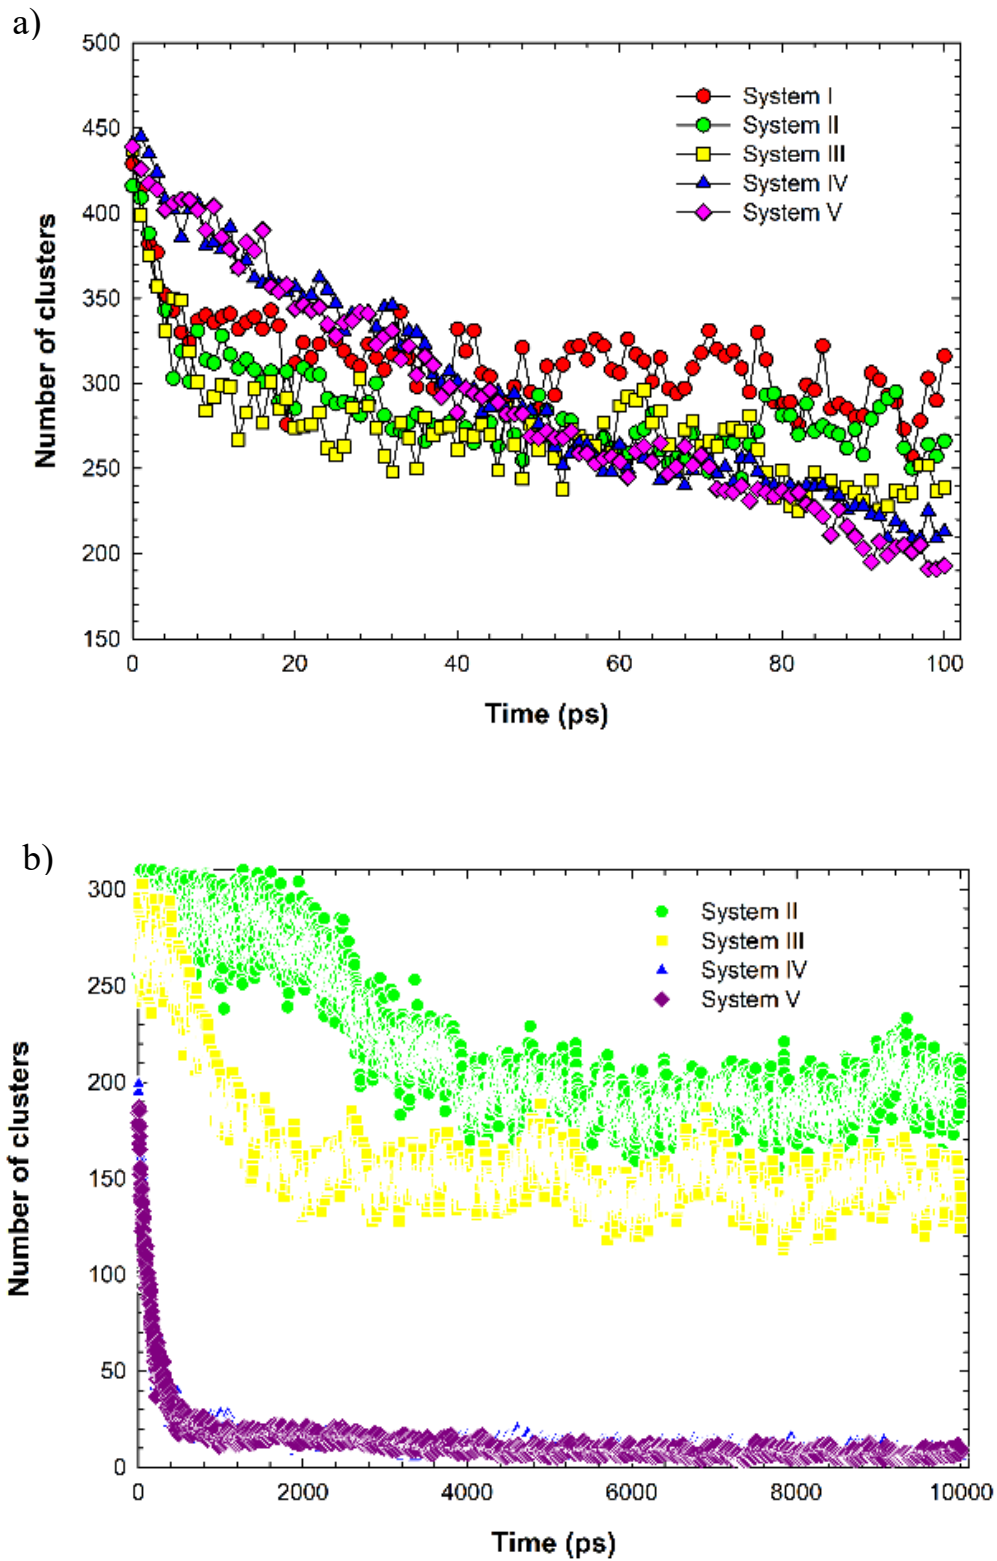 a)
500
450
400
350
300
250
200
150
Number of clusters
System I
System II
System III
System IV
System V
0 20 40 60 80 100
Time (ps)
b)
300
250
200
150
100
50
0
Number of clusters
System II
System III
System IV
System V
0 2000 4000 6000 8000 10000
Time (ps)